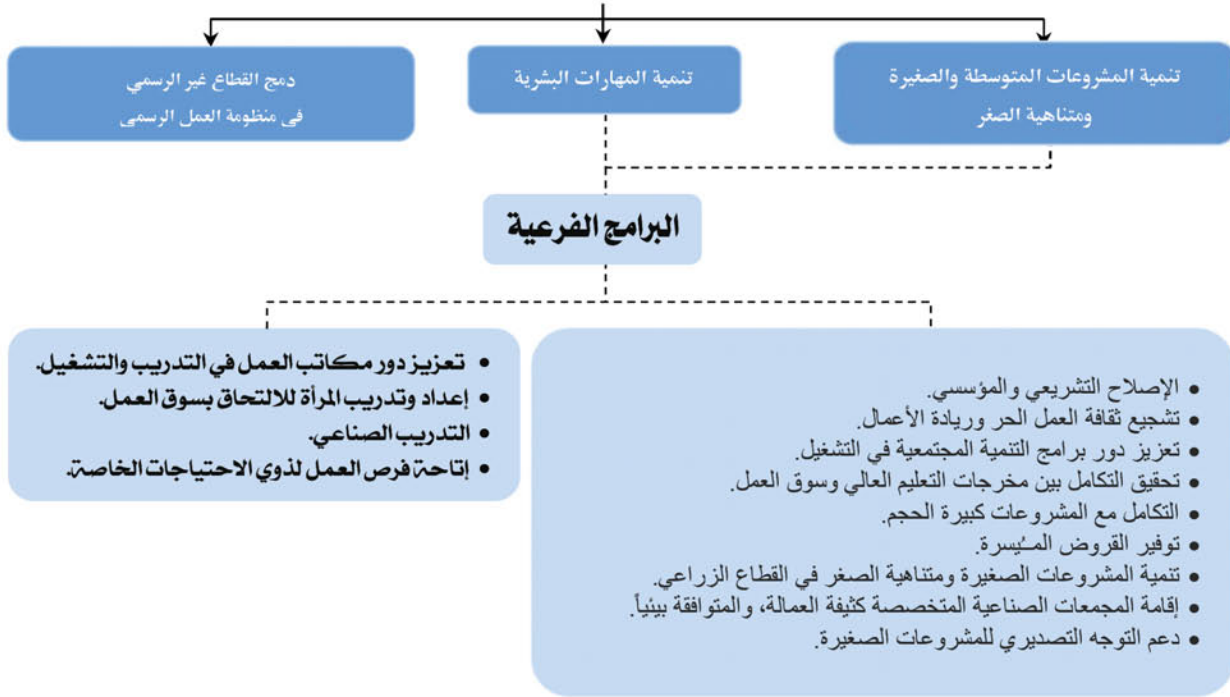 تنمية المشروعات المتوسطة والصغيرة
ومتناهية الصغر
تنمية المهارات البشرية
دمج القطاع غير الرسمي
في منظومة العمل الرسمى
البرامج الفرعية
• الإصلاح التشريعي والمؤسسي.
• تشجيع ثقافة العمل الحر وريادة الأعمال.
• تعزيز دور برامج التنمية المجتمعية في التشغيل.
• تحقيق التكامل بين مخرجات التعليم العالي وسوق العمل.
• التكامل مع المشروعات كبيرة الحجم.
• توفير القروض المـُيسرة.
• تنمية المشروعات الصغيرة ومتناهية الصغر في القطاع الزراعي.
• إقامة المجمعات الصناعية المتخصصة كثيفة العمالة، والمتوافقة بيئياً.
• دعم التوجه التصديري للمشروعات الصغيرة.
• تعزيز دور مكاتب العمل في التدريب والتشغيل.
• إعداد وتدريب المرأة للالتحاق بسوق العمل.
• التدريب الصناعي.
• إتاحة فرص العمل لذوي الاحتياجات الخاصة.